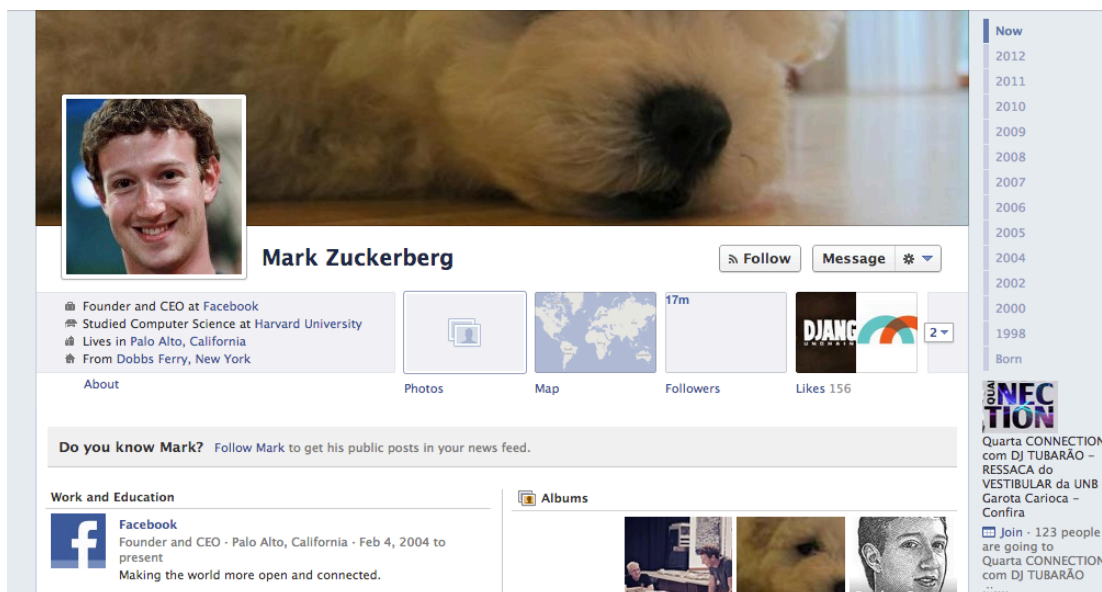 Mark Zuckerberg
Follow
Message
Founder and CEO at Facebook
Studied Computer Science at Harvard University
Lives in Palo Alto, California
From Dobbs Ferry, New York
About
Photos
Map
17m
Followers
DJANG
Likes 156
2
Do you know Mark? Follow Mark to get his public posts in your news feed.
Work and Education
Facebook
Founder and CEO · Palo Alto, California · Feb 4, 2004 to
present
Making the world more open and connected.
Albums
Now
2012
2011
2010
2009
2008
2007
2006
2005
2004
2002
2000
1998
Born
QUAR
NEC
TION
Quarta CONNECTION
com DJ TUBARÃO –
RESSACA do
VESTIBULAR da UNB
Garota Carioca –
Confira
Join · 123 people
are going to
Quarta CONNECTION
com DJ TUBARÃO